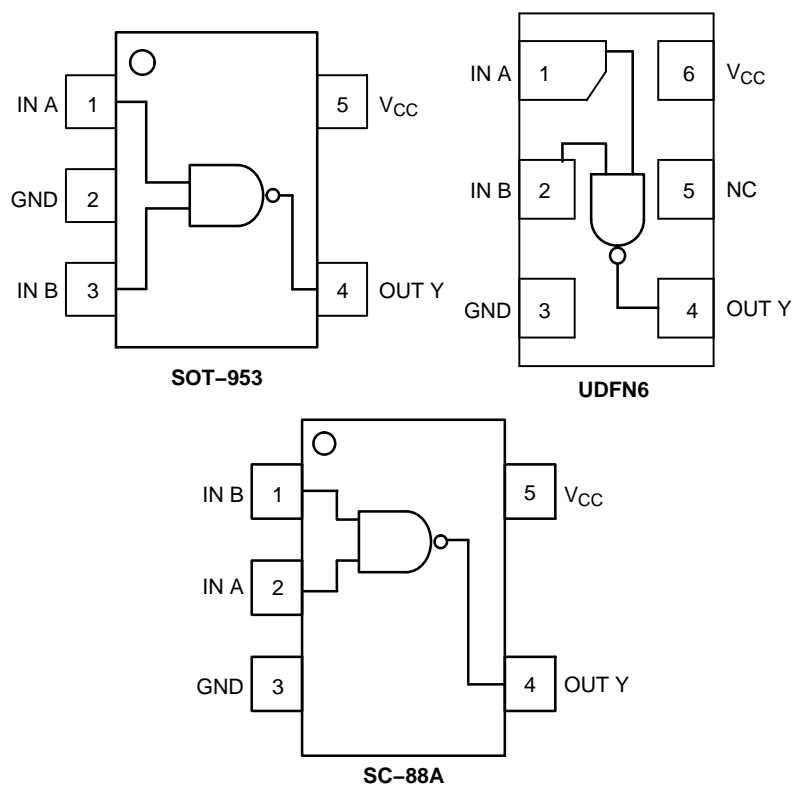 IN A 1
5 VCC
GND 2
IN B 3
4 OUT Y
SOT–953
IN A 1
6 VCC
IN B 2
5 NC
GND 3
4 OUT Y
UDFN6
IN B 1
5 VCC
IN A 2
GND 3
4 OUT Y
SC–88A